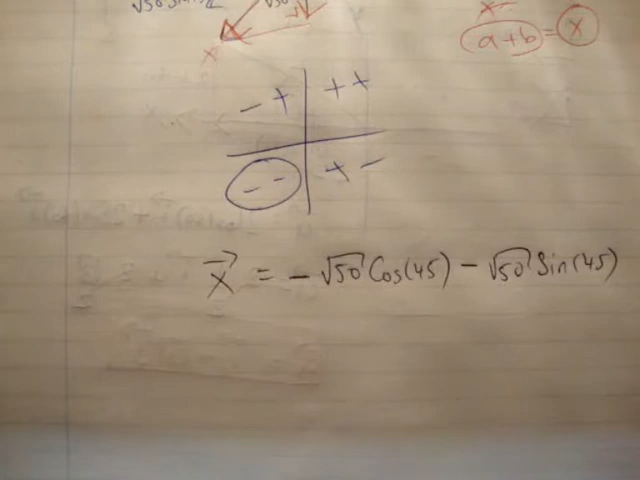 x
a+b = x
- + + +
- - + -
x⃗ = - √50 Cos(45) - √50 Sin(45)